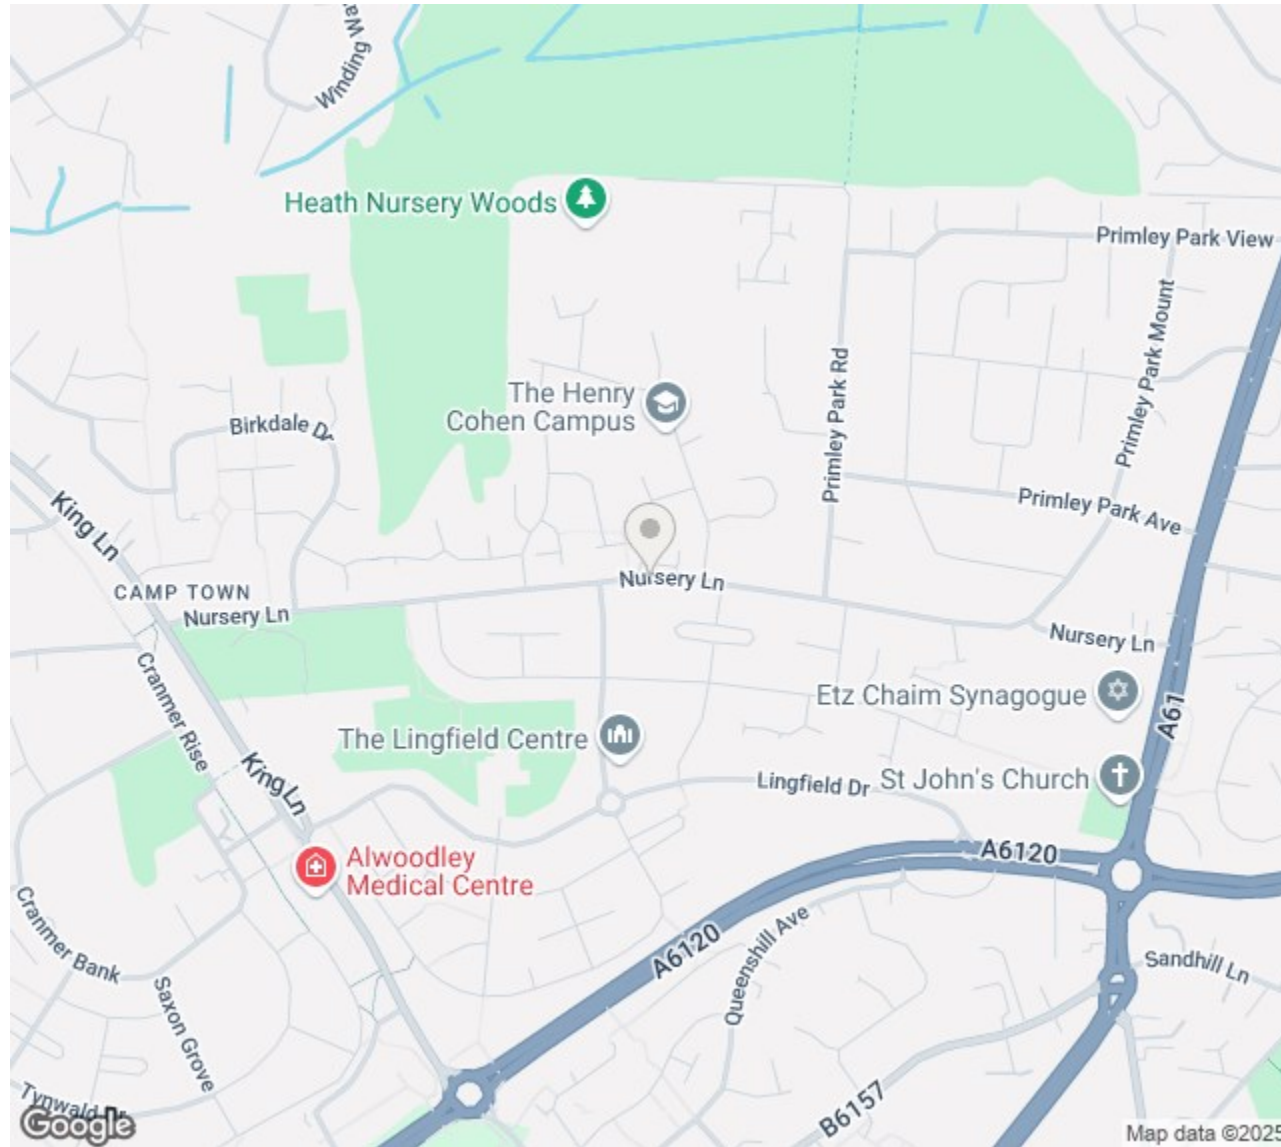 Winding Way
Heath Nursery Woods
Primley Park View
Primley Park Mount
The Henry
Cohen Campus
Primley Park Rd
Birkdale Dr
King Ln
Primley Park Ave
CAMP TOWN
Nursery Ln
Nursery Ln
Nursery Ln
Cranmer Rise
Etz Chaim Synagogue
A61
The Lingfield Centre
King Ln
Lingfield Dr
St John's Church
A6120
Alwoodley
Medical Centre
Cranmer Bank
A6120
Queenshill Ave
Sandhill Ln
Saxon Grove
Tynwald Dr
B6157
Google
Map data ©2025